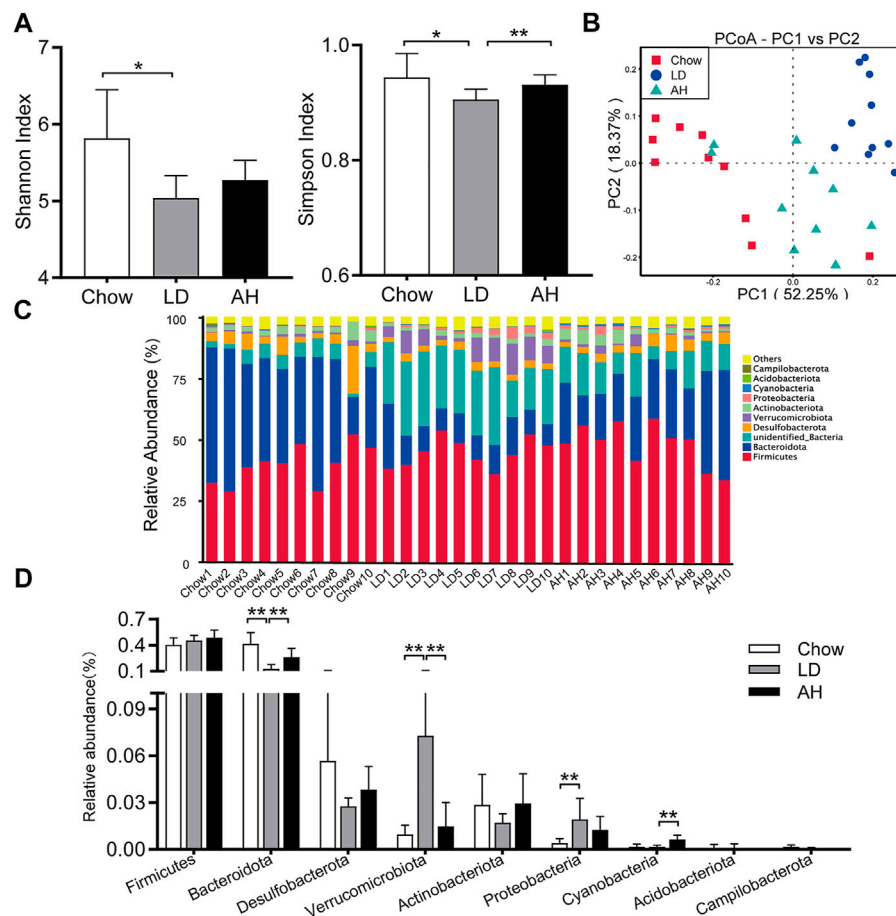 A
7
6
5
4
Shannon Index
*
Chow
LD
AH
1.0
0.8
0.6
Simpson Index
*
**
Chow
LD
AH
B
PCoA - PC1 vs PC2
Chow
LD
AH
0.2
0.1
0.0
-0.1
-0.2
PC2 ( 18.37%)
-0.2
0.0
0.2
PC1 ( 52.25%)
C
100
75
50
25
0
Relative Abundance (%)
Chow1
Chow2
Chow3
Chow4
Chow5
Chow6
Chow7
Chow8
Chow9
Chow10
LD1
LD2
LD3
LD4
LD5
LD6
LD7
LD8
LD9
LD10
AH1
AH2
AH3
AH4
AH5
AH6
AH7
AH8
AH9
AH10
Others
Campilobacterota
Acidobacteriota
Cyanobacteria
Proteobacteria
Actinobacteriota
Verrucomicrobiota
Desulfobacterota
unidentified_Bacteria
Bacteroidota
Firmicutes
D
0.7
0.4
0.1
0.09
0.06
0.03
0.00
Relative abundance(%)
** **
** **
**
**
Chow
LD
AH
Firmicutes
Bacteroidota
Desulfobacterota
Verrucomicrobiota
Actinobacteriota
Proteobacteria
Cyanobacteria
Acidobacteriota
Campilobacterota